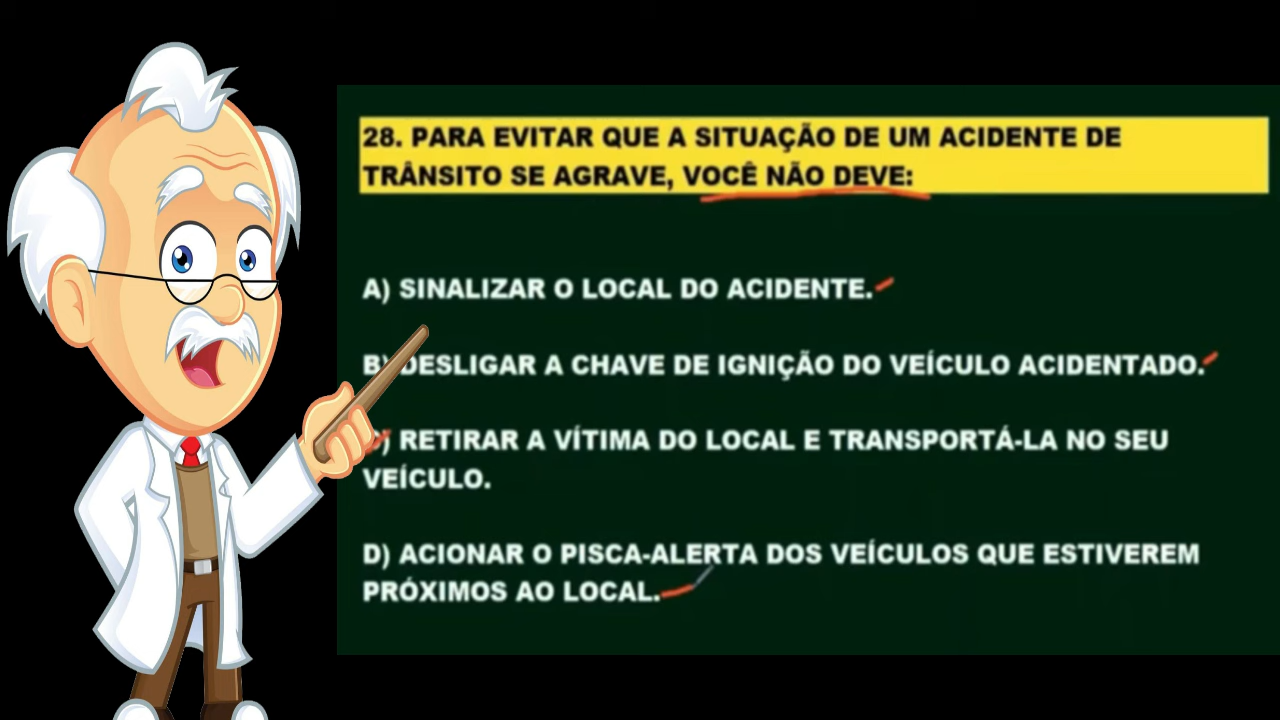 28. PARA EVITAR QUE A SITUAÇÃO DE UM ACIDENTE DE
TRÂNSITO SE AGRAVE, VOCÊ NÃO DEVE:
A) SINALIZAR O LOCAL DO ACIDENTE.
B) DESLIGAR A CHAVE DE IGNIÇÃO DO VEÍCULO ACIDENTADO.
RETIRAR A VÍTIMA DO LOCAL E TRANSPORTÁ-LA NO SEU
VEÍCULO.
D) ACIONAR O PISCA-ALERTA DOS VEÍCULOS QUE ESTIVEREM
PRÓXIMOS AO LOCAL.